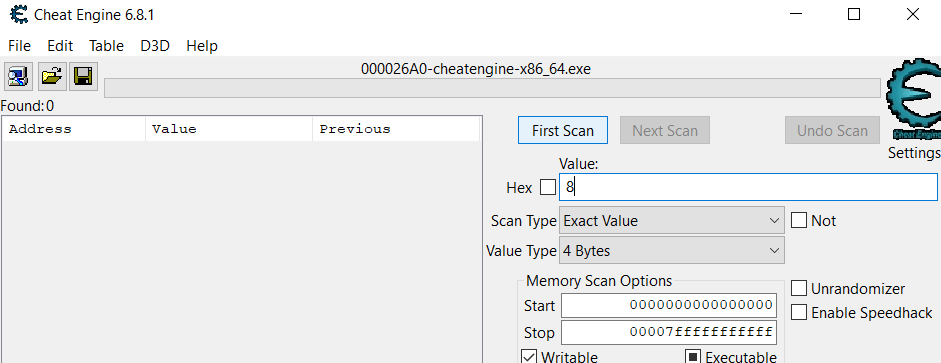 Cheat Engine 6.8.1
File Edit Table D3D Help
000026A0-cheatengine-x86_64.exe
Found: 0
Address Value Previous
First Scan Next Scan Undo Scan
Cheat Engine
Settings
Value:
Hex 8
Scan Type Exact Value Not
Value Type 4 Bytes
Memory Scan Options
Unrandomizer
Start 0000000000000000
Enable Speedhack
Stop 00007fffffffffff
Writable Executable